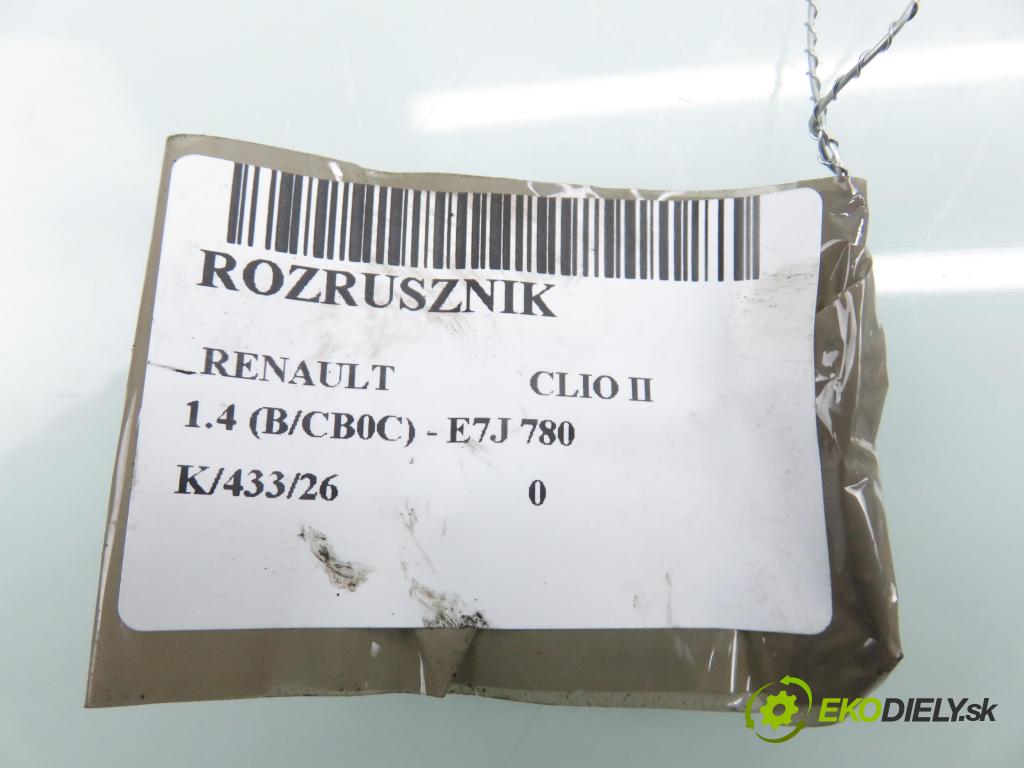 ROZRUSZNIK
RENAULT CLIO II
1.4 (B/CB0C) - E7J 780
K/433/26 0
EKODIELY.sk